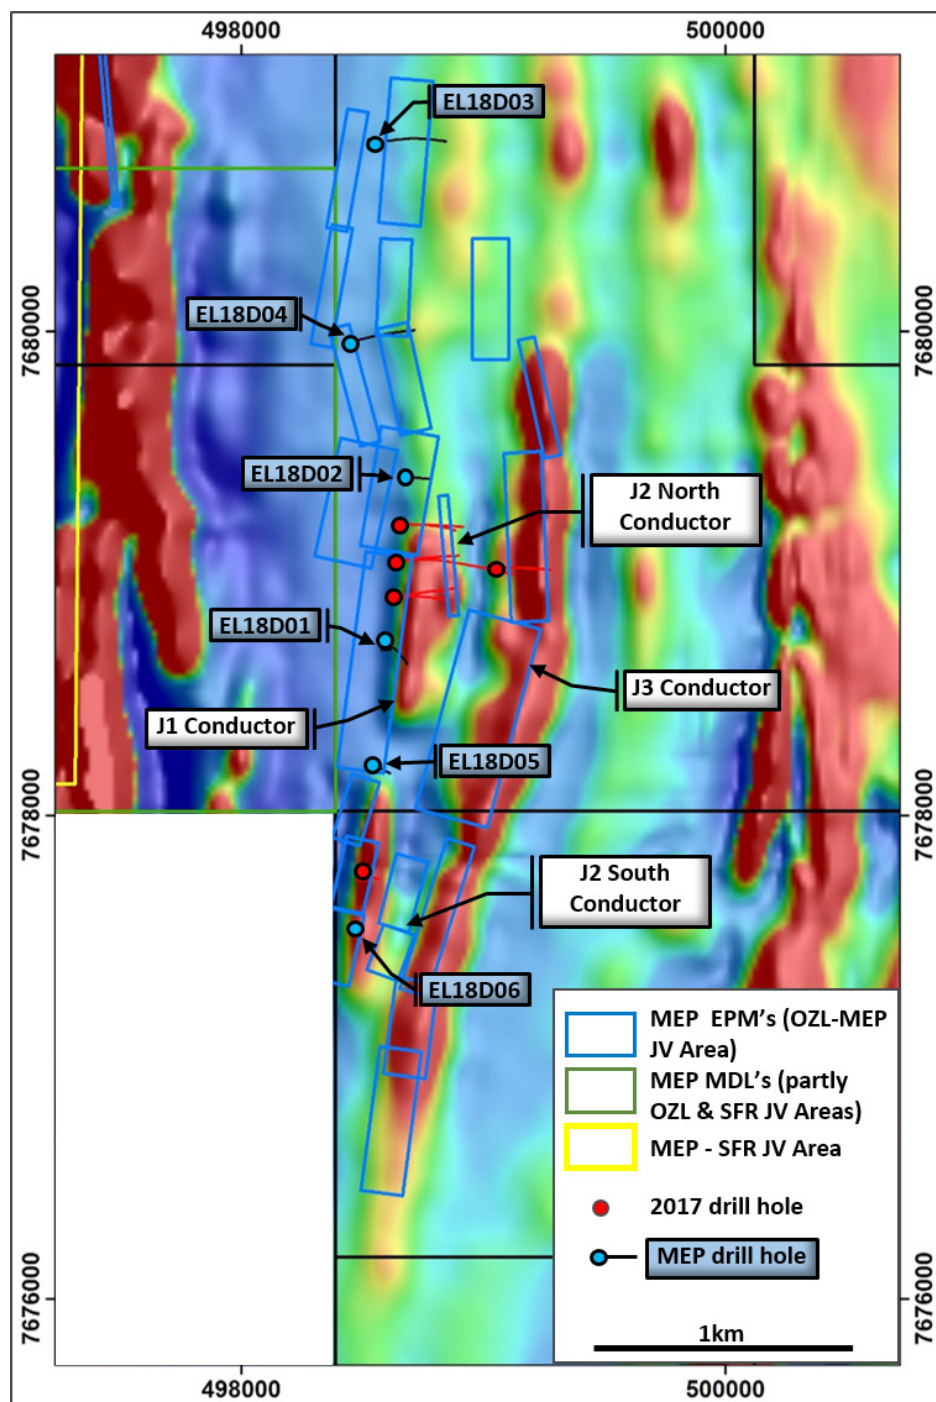 498000
500000
EL18D03
EL18D04
7680000
7680000
EL18D02
J2 North
Conductor
EL18D01
J3 Conductor
J1 Conductor
EL18D05
7678000
7678000
J2 South
Conductor
EL18D06
MEP EPM's (OZL-MEP
JV Area)
MEP MDL's (partly
OZL & SFR JV Areas)
MEP - SFR JV Area
2017 drill hole
MEP drill hole
7676000
7676000
1km
498000
500000